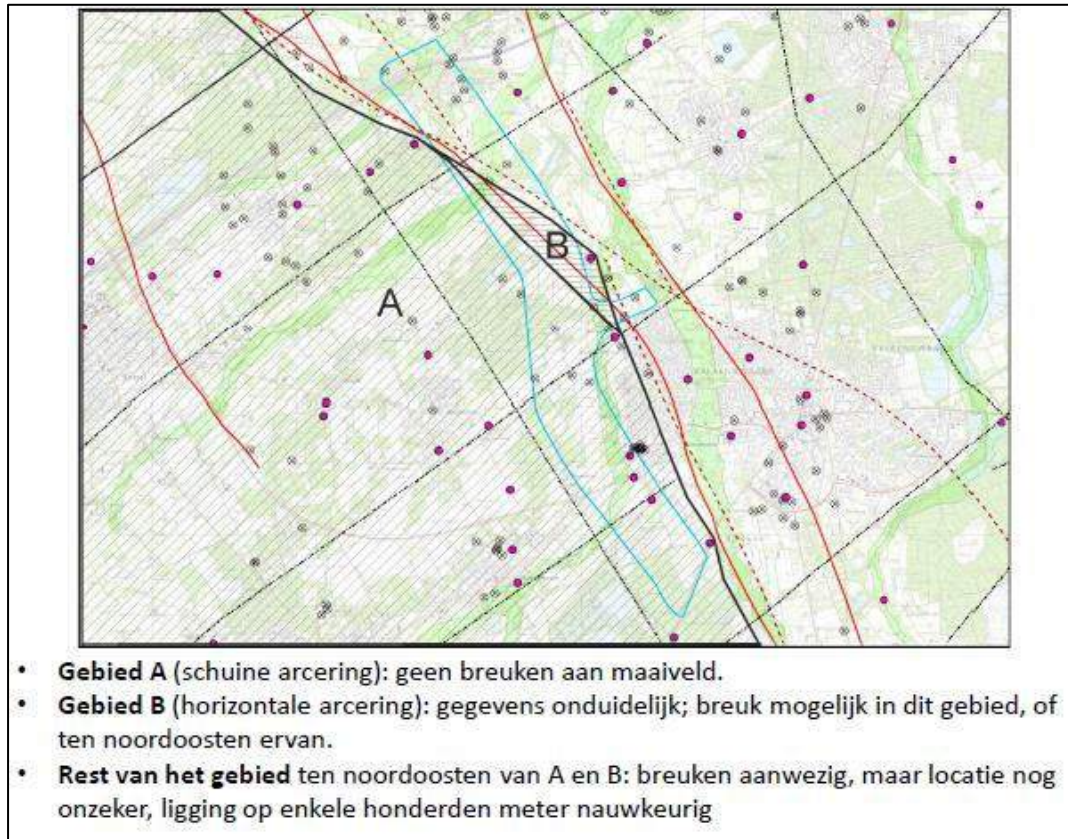 A
B
• Gebied A (schuine arcering): geen breuken aan maaiveld.
• Gebied B (horizontale arcering): gegevens onduidelijk; breuk mogelijk in dit gebied, of
ten noordoosten ervan.
• Rest van het gebied ten noordoosten van A en B: breuken aanwezig, maar locatie nog
onzeker, ligging op enkele honderden meter nauwkeurig